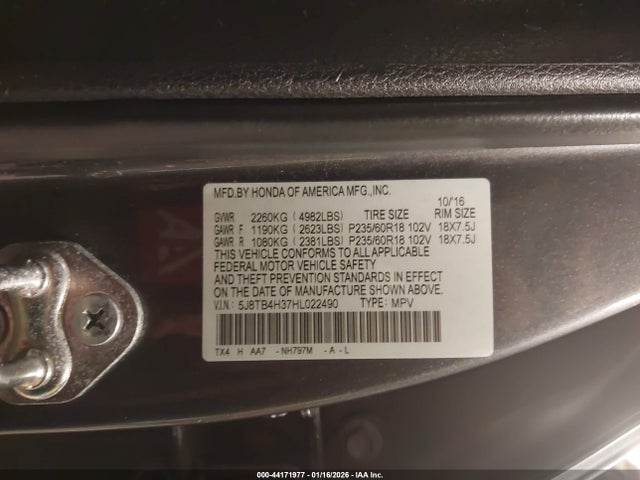 MFD.BY HONDA OF AMERICA MFG.,INC.
10/16
GVWR 2260KG ( 4982LBS) TIRE SIZE RIM SIZE
GAWR F 1190KG ( 2623LBS) P235/60R18 102V 18X7.5J
GAWR R 1080KG ( 2381LBS) P235/60R18 102V 18X7.5J
THIS VEHICLE CONFORMS TO ALL APPLICABLE
FEDERAL MOTOR VEHICLE SAFETY
AND THEFT PREVENTION STANDARDS IN EFFECT
ON THE DATE OF MANUFACTURE SHOWN ABOVE.
V.I.N.: 5J8TB4H37HL022490 TYPE: MPV
TX4 H AA7 -NH797M -A-L
000-44171977 - 01/16/2026 - IAA Inc.